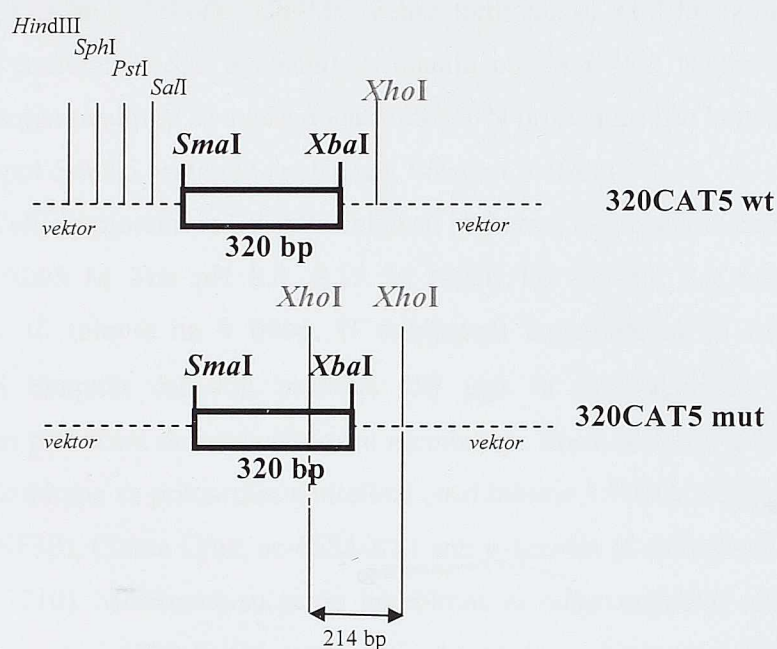 HindIII
SphI
PstI
SalI
XhoI
SmaI XbaI
vektor vektor
320CAT5 wt
320 bp
XhoI XhoI
SmaI XbaI
320CAT5 mut
vektor vektor
320 bp
214 bp